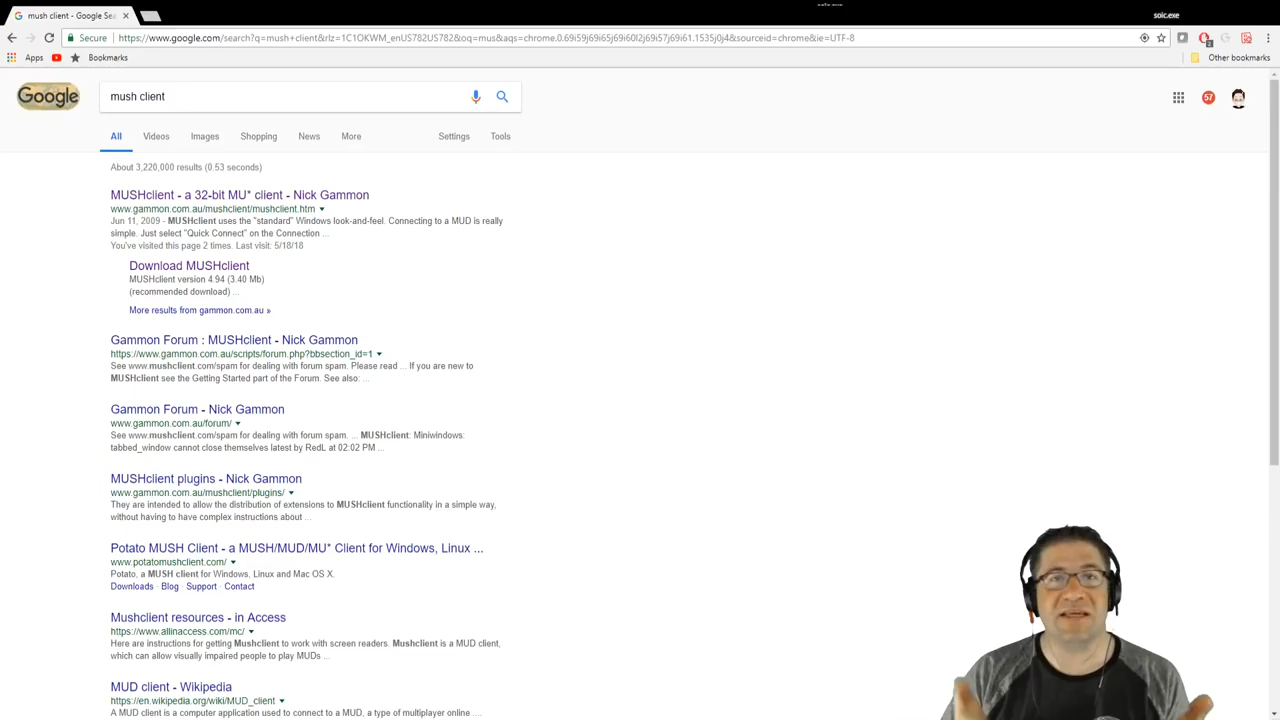 solc.exe
mush client - Google Sea
Secure
https://www.google.com/search?q=mush+client&rlz=1C1OKWM_enUS782US782&oq=mus&aqs=chrome.0.69i59j69i65j69i60l2j69i57j69i61.1535j0j4&sourceid=chrome&ie=UTF-8
Apps Bookmarks Other bookmarks
Google
mush client
57
All Videos Images Shopping News More Settings Tools
About 3,220,000 results (0.53 seconds)
MUSHclient - a 32-bit MU* client - Nick Gammon
www.gammon.com.au/mushclient/mushclient.htm
Jun 11, 2009 - MUSHclient uses the "standard" Windows look-and-feel. Connecting to a MUD is really
simple. Just select "Quick Connect" on the Connection ...
You've visited this page 2 times. Last visit: 5/18/18
Download MUSHclient
MUSHclient version 4.94 (3.40 Mb)
(recommended download) ...
More results from gammon.com.au »
Gammon Forum : MUSHclient - Nick Gammon
https://www.gammon.com.au/scripts/forum.php?bbsection_id=1
See www.mushclient.com/spam for dealing with forum spam. Please read ... If you are new to
MUSHclient see the Getting Started part of the Forum. See also: ...
Gammon Forum - Nick Gammon
www.gammon.com.au/forum/
See www.mushclient.com/spam for dealing with forum spam. ... MUSHclient: Miniwindows:
tabbed_window cannot close themselves latest by RedL at 02:02 PM ...
MUSHclient plugins - Nick Gammon
www.gammon.com.au/mushclient/plugins/
They are intended to allow the distribution of extensions to MUSHclient functionality in a simple way,
without having to have complex instructions about ...
Potato MUSH Client - a MUSH/MUD/MU* Client for Windows, Linux ...
www.potatomushclient.com/
Potato, a MUSH client for Windows, Linux and Mac OS X.
Downloads · Blog · Support · Contact
Mushclient resources - in Access
https://www.allinaccess.com/mc/
Here are instructions for getting Mushclient to work with screen readers. Mushclient is a MUD client,
which can allow visually impaired people to play MUDs ...
MUD client - Wikipedia
https://en.wikipedia.org/wiki/MUD_client
A MUD client is a computer application used to connect to a MUD, a type of multiplayer online ....